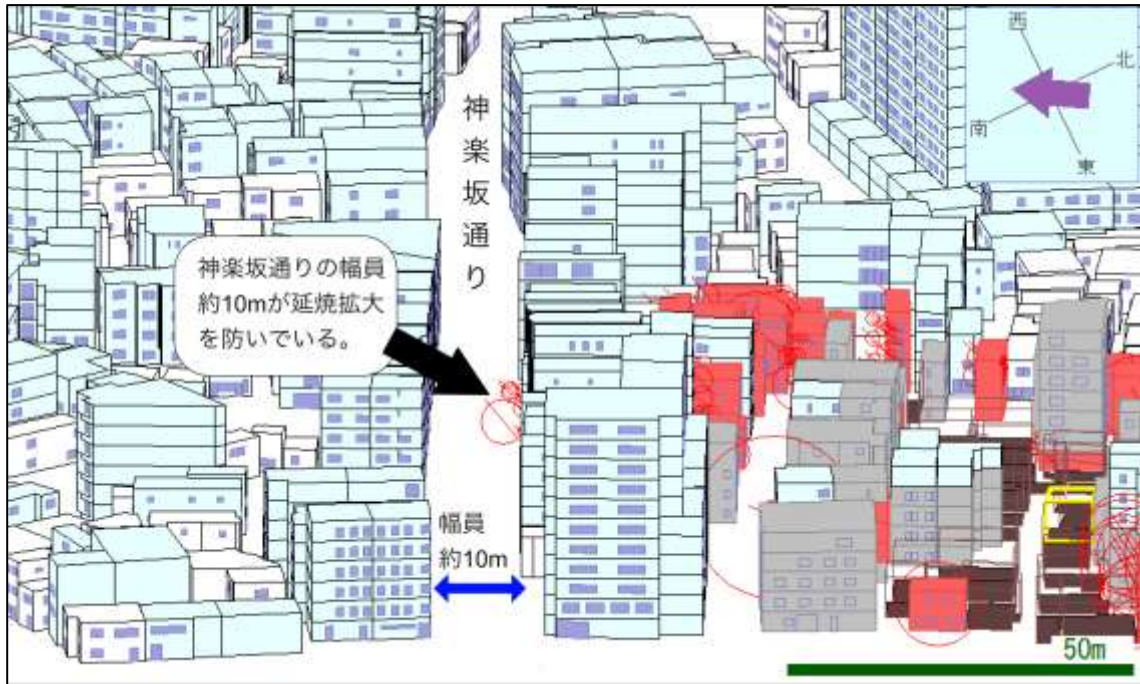 西
北
南
東
神楽坂通り
神楽坂通りの幅員
約10mが延焼拡大
を防いでいる。
幅員
約10m
50m